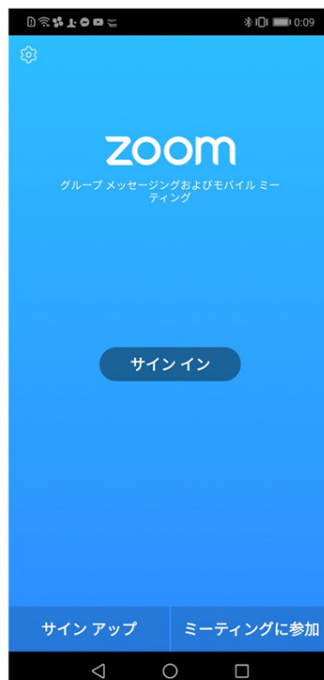 0:09
zoom
グループ メッセージングおよびモバイル ミー
ティング
サイン イン
サイン アップ
ミーティングに参加